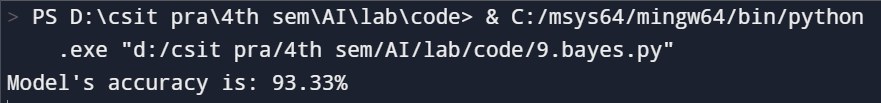 > PS D:\csit pra\4th sem\AI\lab\code> & C:/msys64/mingw64/bin/python
.exe "d:/csit pra/4th sem/AI/lab/code/9.bayes.py"
Model's accuracy is: 93.33%